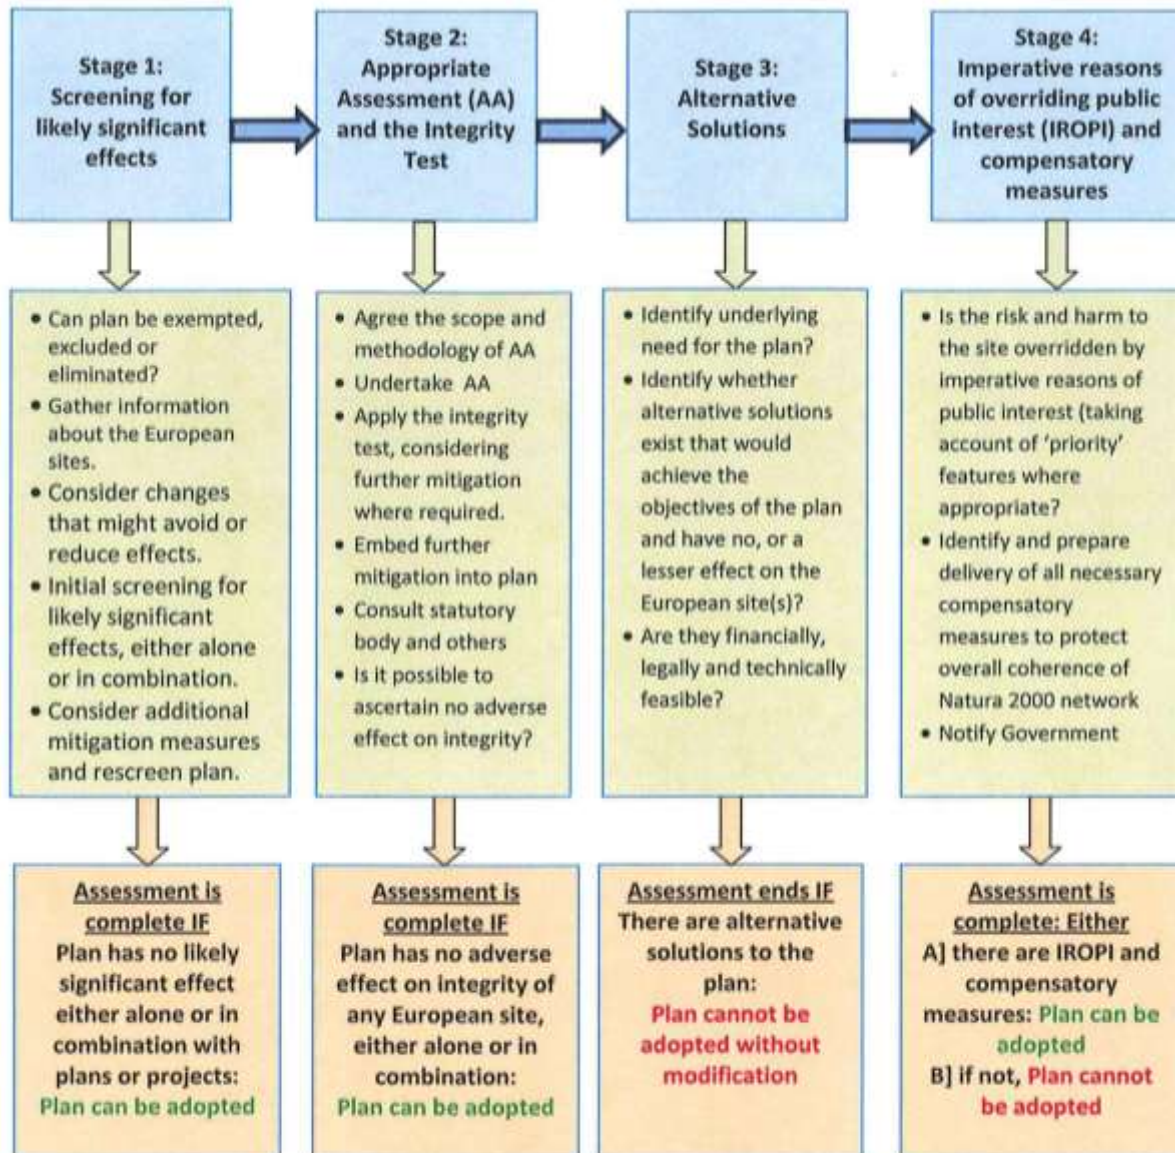 Stage 1:
Screening for
likely significant
effects
Stage 2:
Appropriate
Assessment (AA)
and the Integrity
Test
Stage 3:
Alternative
Solutions
Stage 4:
Imperative reasons
of overriding public
interest (IROPI) and
compensatory
measures
• Can plan be exempted,
excluded or
eliminated?
• Gather information
about the European
sites.
• Consider changes
that might avoid or
reduce effects.
• Initial screening for
likely significant
effects, either alone
or in combination.
• Consider additional
mitigation measures
and rescreen plan.
• Agree the scope and
methodology of AA
• Undertake AA
• Apply the integrity
test, considering
further mitigation
where required.
• Embed further
mitigation into plan
• Consult statutory
body and others
• Is it possible to
ascertain no adverse
effect on integrity?
• Identify underlying
need for the plan?
• Identify whether
alternative solutions
exist that would
achieve the
objectives of the plan
and have no, or a
lesser effect on the
European site(s)?
• Are they financially,
legally and technically
feasible?
• Is the risk and harm to
the site overridden by
imperative reasons of
public interest (taking
account of ‘priority’
features where
appropriate?
• Identify and prepare
delivery of all necessary
compensatory
measures to protect
overall coherence of
Natura 2000 network
• Notify Government
Assessment is
complete IF
Plan has no likely
significant effect
either alone or in
combination with
plans or projects:
Plan can be adopted
Assessment is
complete IF
Plan has no adverse
effect on integrity of
any European site,
either alone or in
combination:
Plan can be adopted
Assessment ends IF
There are alternative
solutions to the
plan:
Plan cannot be
adopted without
modification
Assessment is
complete: Either
A] there are IROPI and
compensatory
measures: Plan can be
adopted
B] if not, Plan cannot
be adopted